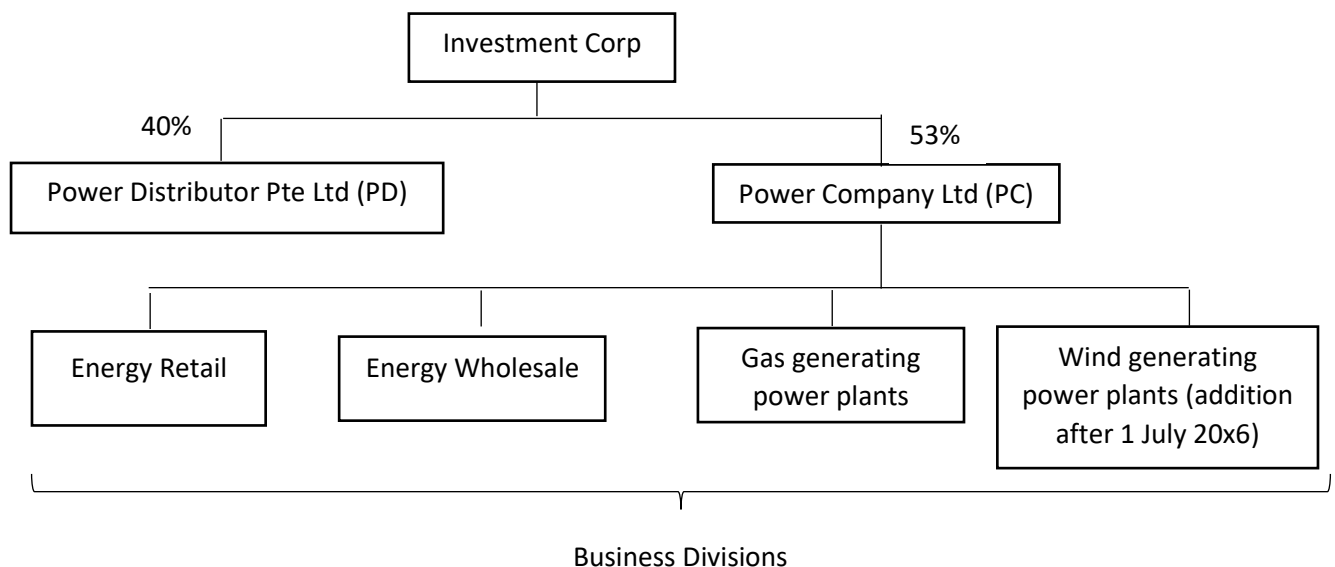 Investment Corp
40%
53%
Power Distributor Pte Ltd (PD)
Power Company Ltd (PC)
Energy Retail
Energy Wholesale
Gas generating
power plants
Wind generating
power plants (addition
after 1 July 20x6)
Business Divisions